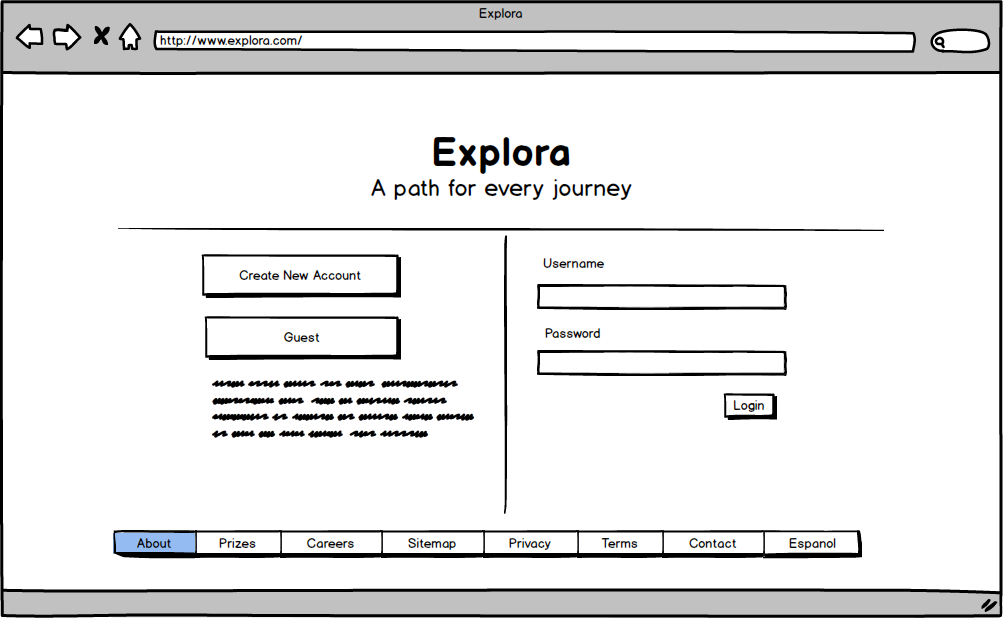 Explora
http://www.explora.com/
Explora
A path for every journey
Create New Account
Guest
Username
Password
Login
About Prizes Careers Sitemap Privacy Terms Contact Espanol